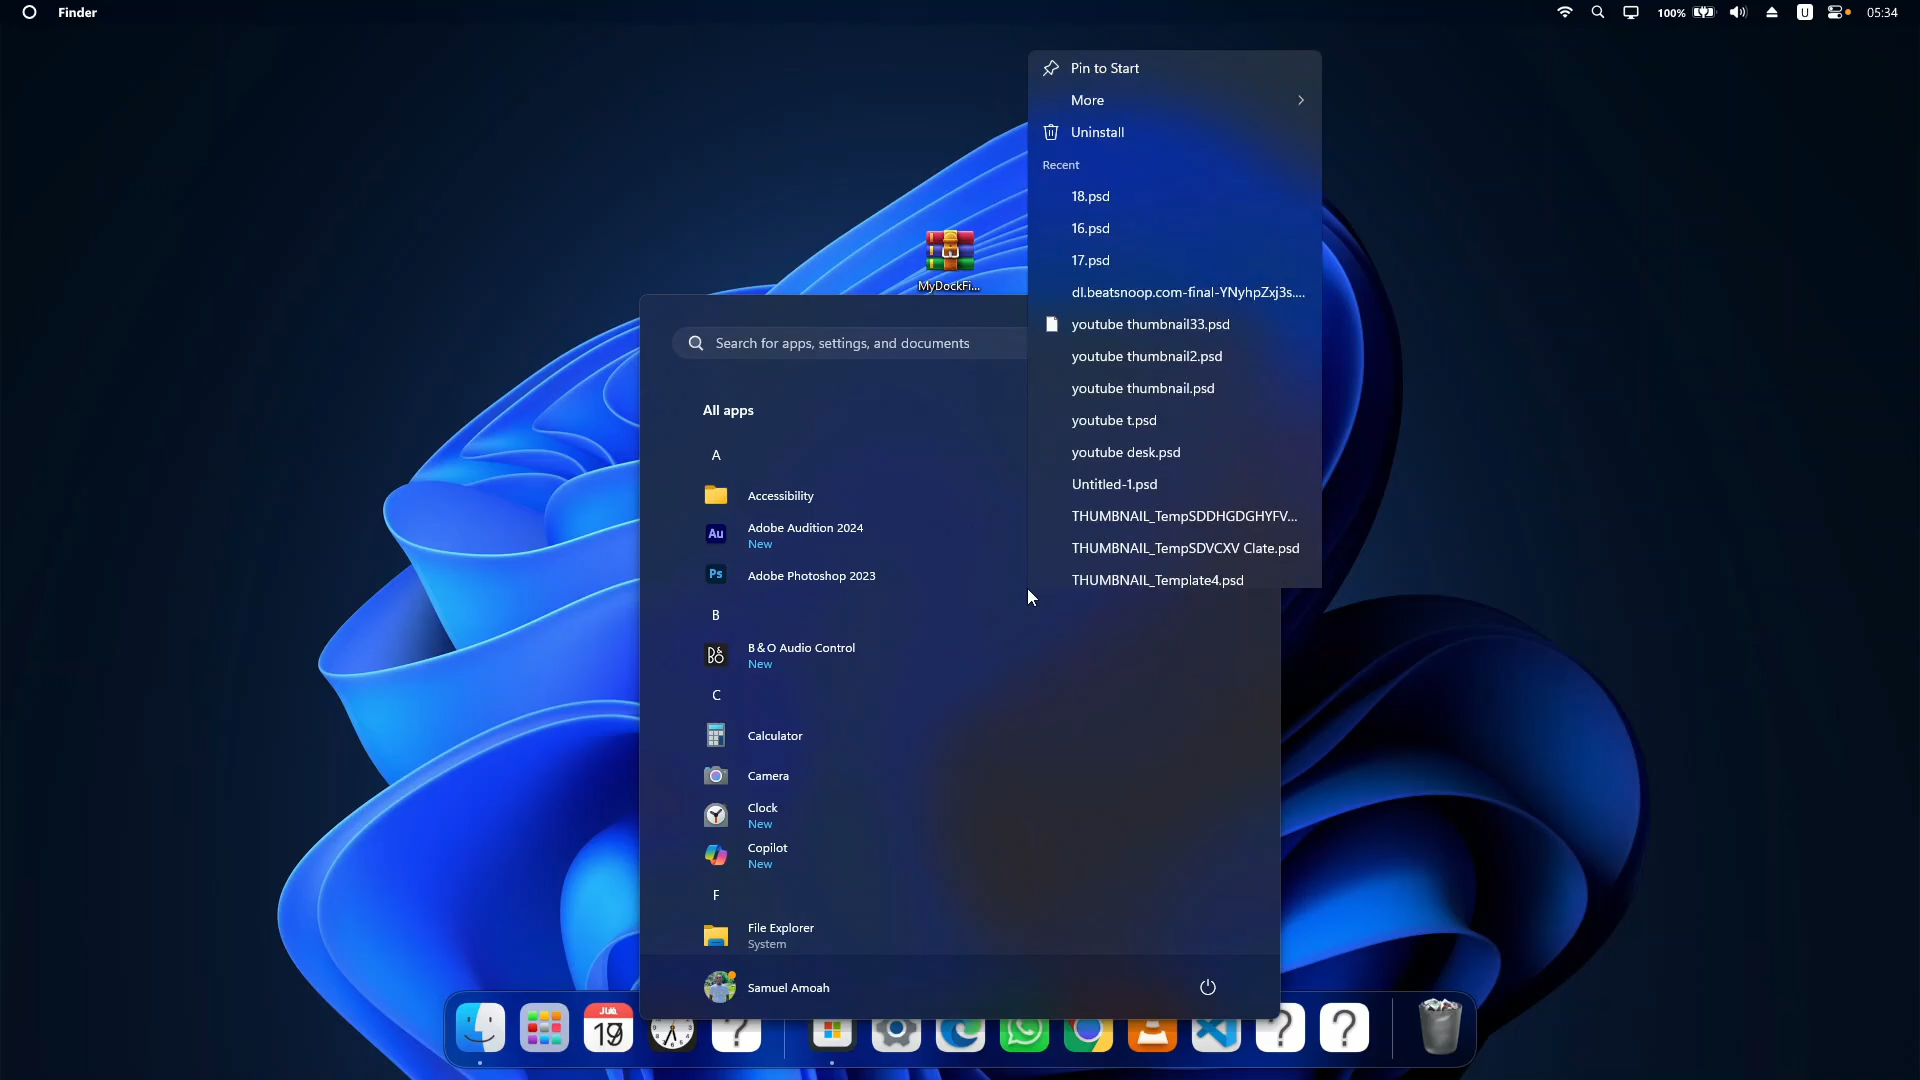 Finder
100%
U
05:34
Pin to Start
More
Uninstall
Recent
18.psd
16.psd
17.psd
dl.beatsnoop.com-final-YNyhpZxj3s....
youtube thumbnail33.psd
youtube thumbnail2.psd
youtube thumbnail.psd
youtube t.psd
youtube desk.psd
Untitled-1.psd
THUMBNAIL_TempSDDHGDGHYFV...
THUMBNAIL_TempSDVCXV Clate.psd
THUMBNAIL_Template4.psd
MyDockFi...
Search for apps, settings, and documents
All apps
A
Accessibility
Au
Adobe Audition 2024
New
Ps
Adobe Photoshop 2023
B
B&O
B&O Audio Control
New
C
Calculator
Camera
Clock
New
Copilot
New
F
File Explorer
System
Samuel Amoah
19
?
?
?